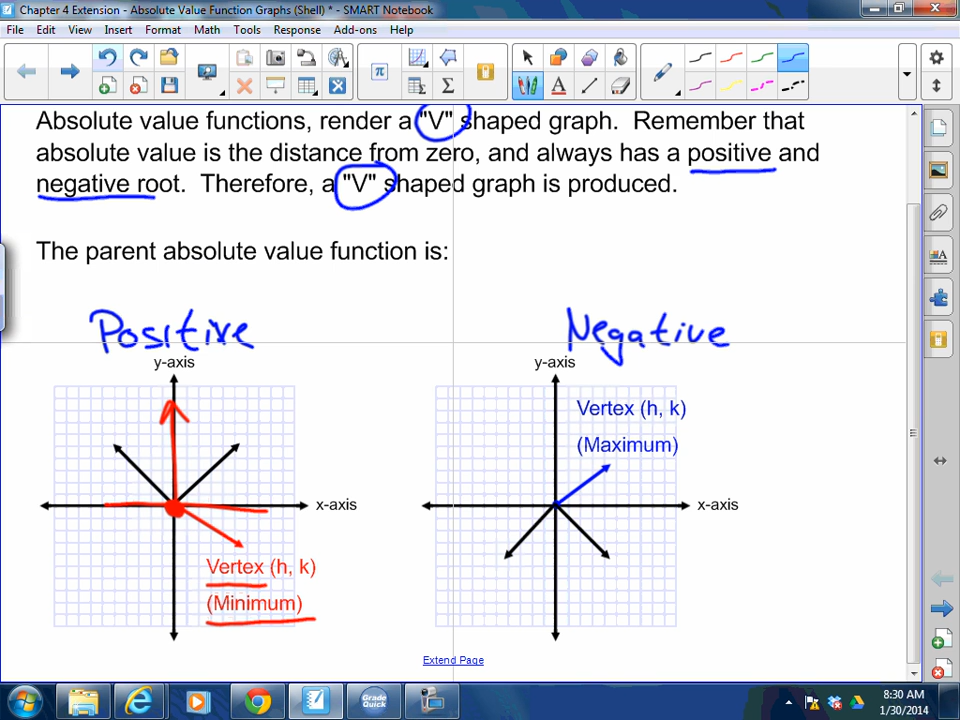 Chapter 4 Extension - Absolute Value Function Graphs (Shell) * - SMART Notebook
File Edit View Insert Format Math Tools Response Add-ons Help
Absolute value functions, render a "V" shaped graph. Remember that
absolute value is the distance from zero, and always has a positive and
negative root. Therefore, a "V" shaped graph is produced.
The parent absolute value function is:
Positive Negative
y-axis y-axis
Vertex (h, k)
(Maximum)
x-axis x-axis
Vertex (h, k)
(Minimum)
Extend Page
Grade Quick
8:30 AM
1/30/2014